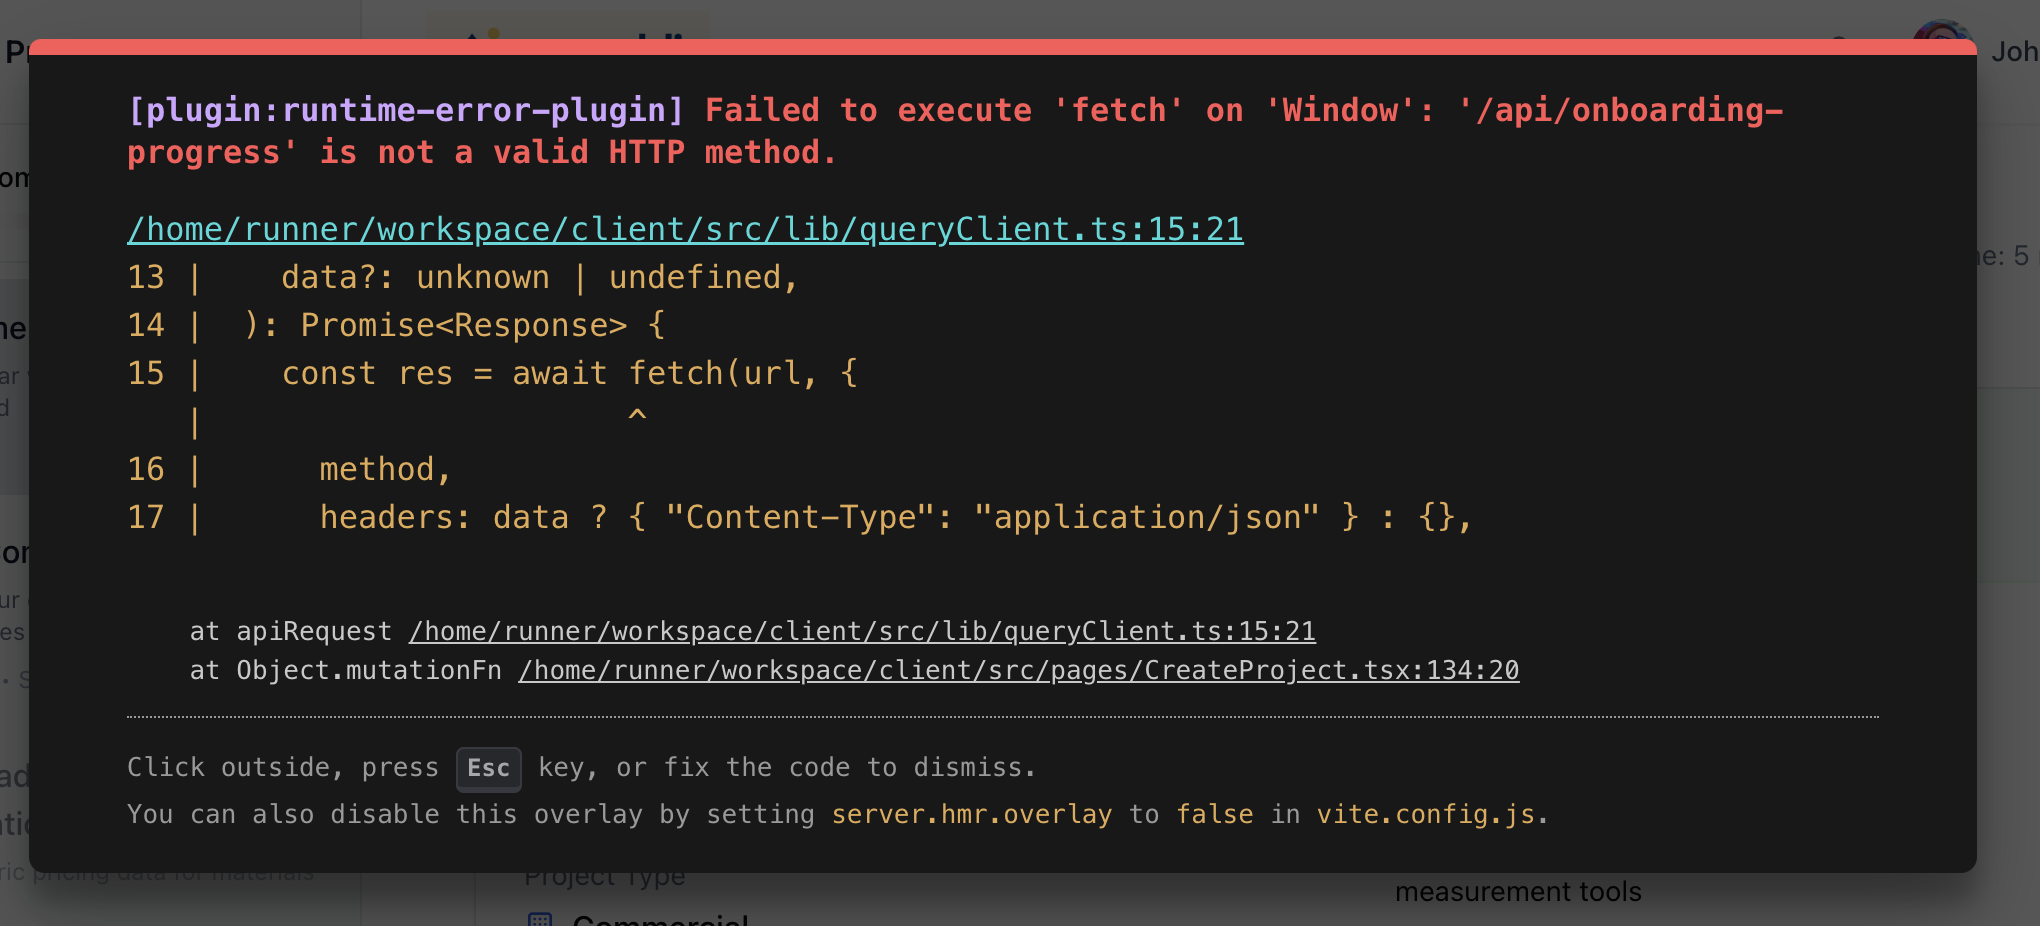 [plugin:runtime-error-plugin] Failed to execute 'fetch' on 'Window': '/api/onboarding-
progress' is not a valid HTTP method.
/home/runner/workspace/client/src/lib/queryClient.ts:15:21
13 |    data?: unknown | undefined,
14 |  ): Promise<Response> {
15 |    const res = await fetch(url, {
   |                      ^
16 |      method,
17 |      headers: data ? { "Content-Type": "application/json" } : {},
at apiRequest /home/runner/workspace/client/src/lib/queryClient.ts:15:21
at Object.mutationFn /home/runner/workspace/client/src/pages/CreateProject.tsx:134:20
Click outside, press Esc key, or fix the code to dismiss.
You can also disable this overlay by setting server.hmr.overlay to false in vite.config.js.
pricing data for materials
Project Type
measurement tools
Commercial